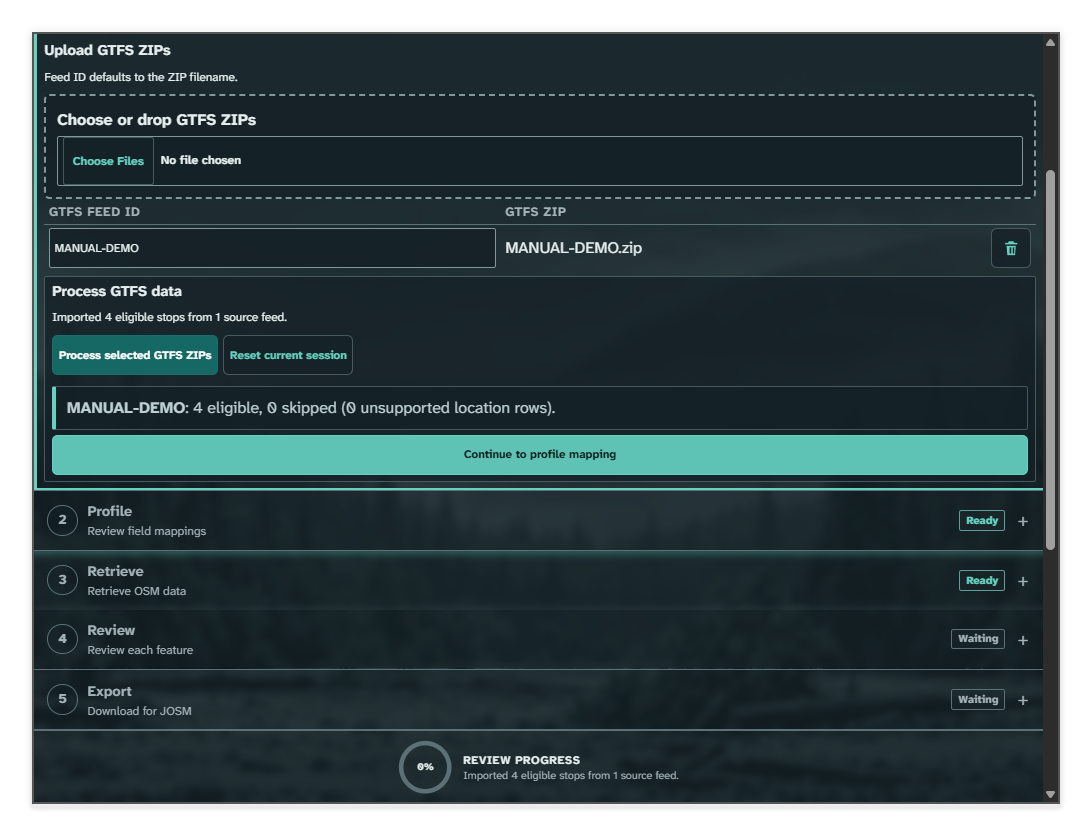 Upload GTFS ZIPs
Feed ID defaults to the ZIP filename.
Choose or drop GTFS ZIPs
Choose Files No file chosen
GTFS FEED ID GTFS ZIP
MANUAL-DEMO MANUAL-DEMO.zip
Process GTFS data
Imported 4 eligible stops from 1 source feed.
Process selected GTFS ZIPs Reset current session
MANUAL-DEMO: 4 eligible, 0 skipped (0 unsupported location rows).
Continue to profile mapping
2 Profile Ready +
Review field mappings
3 Retrieve Ready +
Retrieve OSM data
4 Review Waiting +
Review each feature
5 Export Waiting +
Download for JOSM
0% REVIEW PROGRESS
Imported 4 eligible stops from 1 source feed.